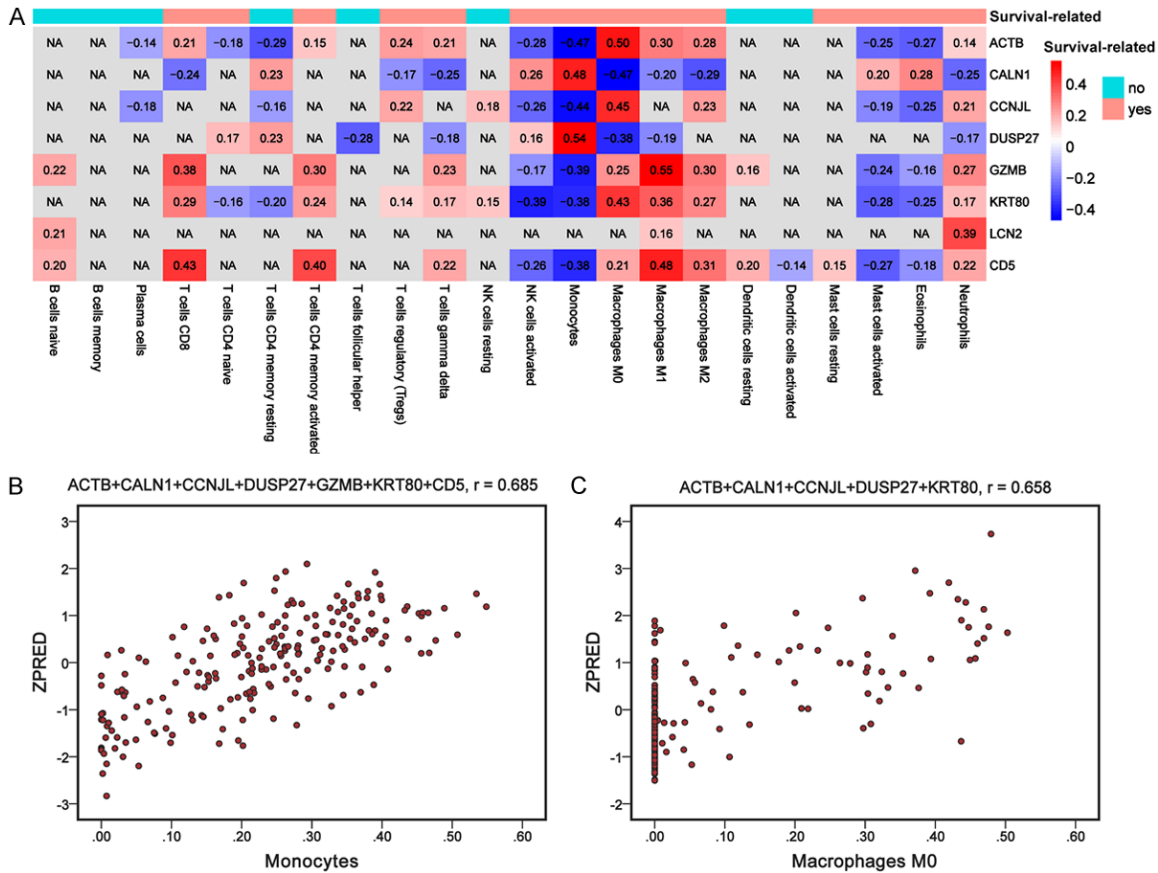 A
Survival-related
NA NA −0.14 0.21 −0.18 −0.29 0.15 NA 0.24 0.21 NA −0.28 −0.47 0.50 0.30 0.28 NA NA NA −0.25 −0.27 0.14 ACTB
NA NA NA −0.24 NA 0.23 NA NA −0.17 −0.25 NA 0.26 0.48 −0.47 −0.20 −0.29 NA NA NA 0.20 0.28 −0.25 CALN1
NA NA −0.18 NA NA −0.16 NA NA 0.22 NA 0.18 −0.26 −0.44 0.45 NA 0.23 NA NA NA −0.19 −0.25 0.21 CCNJL
NA NA NA NA 0.17 0.23 NA −0.28 NA −0.18 NA 0.16 0.54 −0.38 −0.19 NA NA NA NA NA NA −0.17 DUSP27
0.22 NA NA 0.38 NA NA 0.30 NA NA 0.23 NA −0.17 −0.39 0.25 0.55 0.30 0.16 NA NA −0.24 −0.16 0.27 GZMB
NA NA NA 0.29 −0.16 −0.20 0.24 NA 0.14 0.17 0.15 −0.39 −0.38 0.43 0.36 0.27 NA NA NA −0.28 −0.25 0.17 KRT80
0.21 NA NA NA NA NA NA NA NA NA NA NA NA NA 0.16 NA NA NA NA NA NA 0.39 LCN2
0.20 NA NA 0.43 NA NA 0.40 NA NA 0.22 NA −0.26 −0.38 0.21 0.48 0.31 0.20 −0.14 0.15 −0.27 −0.18 0.22 CD5
Survival-related
0.4
0.2
0
−0.2
−0.4
no
yes
B cells naive
B cells memory
Plasma cells
T cells CD8
T cells CD4 naive
T cells CD4 memory resting
T cells CD4 memory activated
T cells follicular helper
T cells regulatory (Tregs)
T cells gamma delta
NK cells resting
NK cells activated
Monocytes
Macrophages M0
Macrophages M1
Macrophages M2
Dendritic cells resting
Dendritic cells activated
Mast cells resting
Mast cells activated
Eosinophils
Neutrophils
B
ACTB+CALN1+CCNJL+DUSP27+GZMB+KRT80+CD5, r = 0.685
ZPRED
3
2
1
0
-1
-2
-3
.00 .10 .20 .30 .40 .50 .60
Monocytes
C
ACTB+CALN1+CCNJL+DUSP27+KRT80, r = 0.658
ZPRED
4
3
2
1
0
-1
-2
.00 .10 .20 .30 .40 .50 .60
Macrophages M0